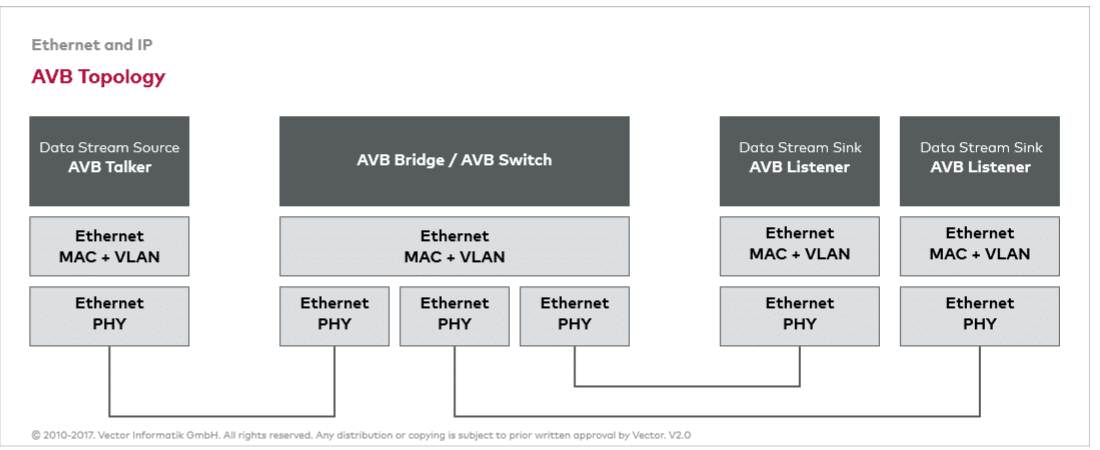 Ethernet and IP
AVB Topology
Data Stream Source
AVB Talker
AVB Bridge / AVB Switch
Data Stream Sink
AVB Listener
Data Stream Sink
AVB Listener
Ethernet
MAC + VLAN
Ethernet
MAC + VLAN
Ethernet
MAC + VLAN
Ethernet
MAC + VLAN
Ethernet
PHY
Ethernet
PHY
Ethernet
PHY
Ethernet
PHY
Ethernet
PHY
Ethernet
PHY
© 2010-2017. Vector Informatik GmbH. All rights reserved. Any distribution or copying is subject to prior written approval by Vector. V2.0